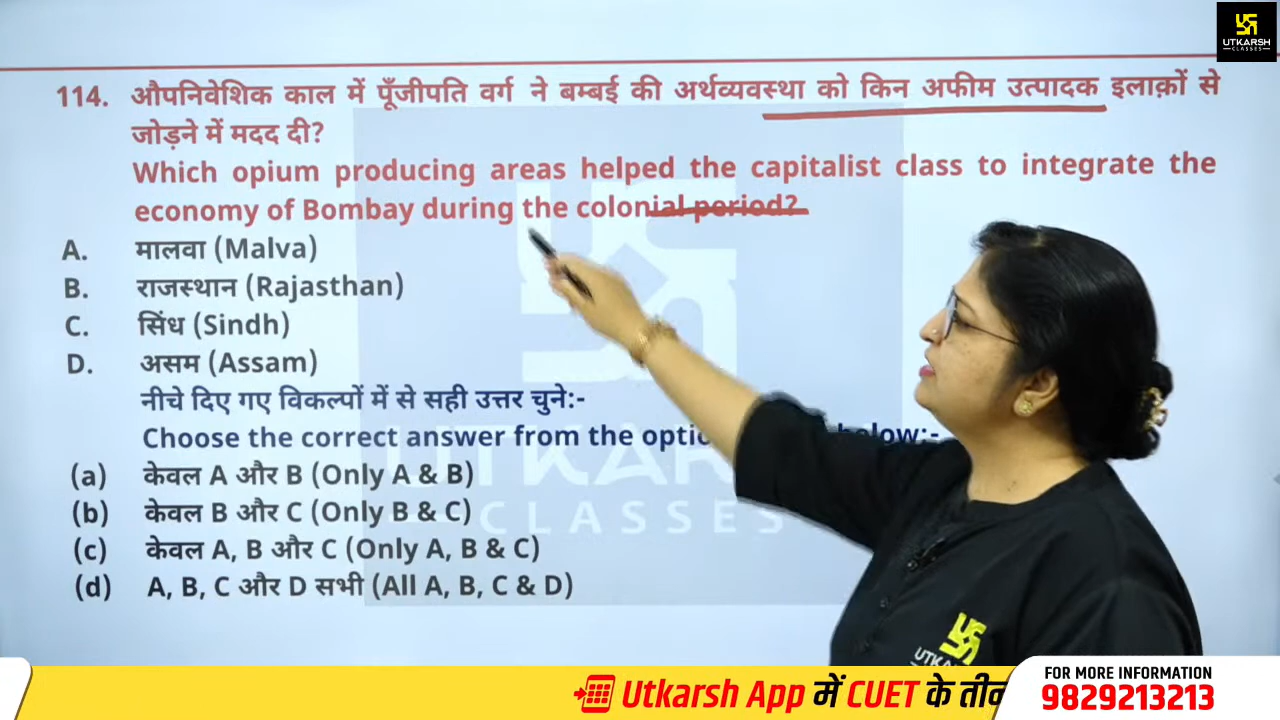 UTKARSH
CLASSES
114. औपनिवेशिक काल में पूँजीपति वर्ग ने बम्बई की अर्थव्यवस्था को किन अफीम उत्पादक इलाक़ों से
जोड़ने में मदद दी?
Which opium producing areas helped the capitalist class to integrate the
economy of Bombay during the colonial period?
A. मालवा (Malva)
B. राजस्थान (Rajasthan)
C. सिंध (Sindh)
D. असम (Assam)
नीचे दिए गए विकल्पों में से सही उत्तर चुने:-
Choose the correct answer from the below:-
(a) केवल A और B (Only A & B)
(b) केवल B और C (Only B & C)
(c) केवल A, B और C (Only A, B & C)
(d) A, B, C और D सभी (All A, B, C & D)
Utkarsh App में CUET के
FOR MORE INFORMATION
9829213213